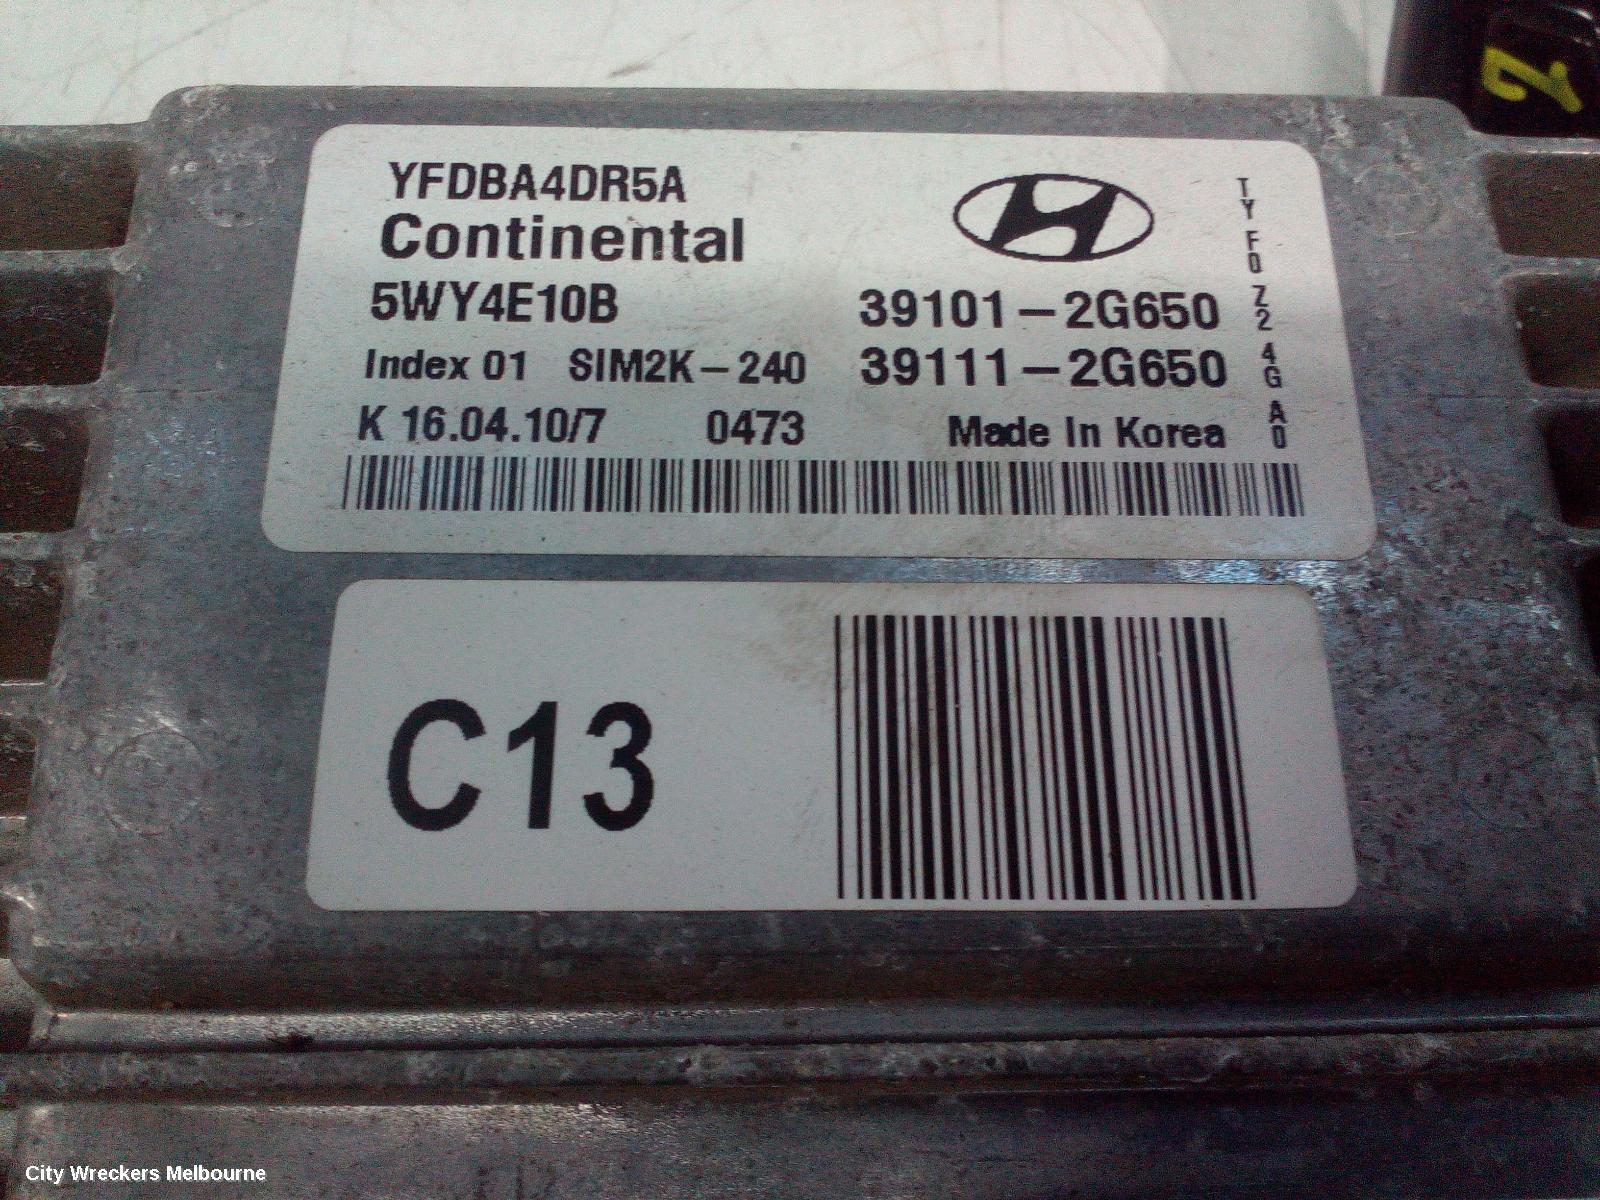 YFDBA4DR5A
Continental
5WY4E10B 39101-2G650
Index 01 SIM2K-240 39111-2G650
K 16.04.10/7 0473 Made In Korea
TY F0 Z2 4G A0
C13
2
City Wreckers Melbourne